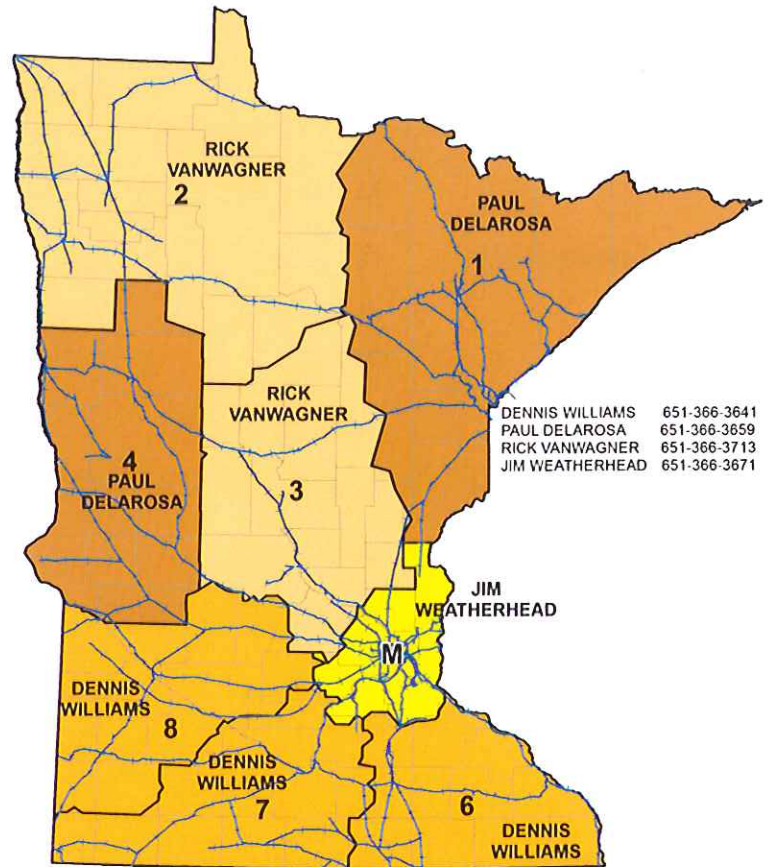 RICK
VANWAGNER
2
PAUL
DELAROSA
1
RICK
VANWAGNER
3
4
PAUL
DELAROSA
DENNIS WILLIAMS 651-366-3641
PAUL DELAROSA 651-366-3659
RICK VANWAGNER 651-366-3713
JIM WEATHERHEAD 651-366-3671
JIM
WEATHERHEAD
M
DENNIS
WILLIAMS
8
DENNIS
WILLIAMS
7
6
DENNIS
WILLIAMS